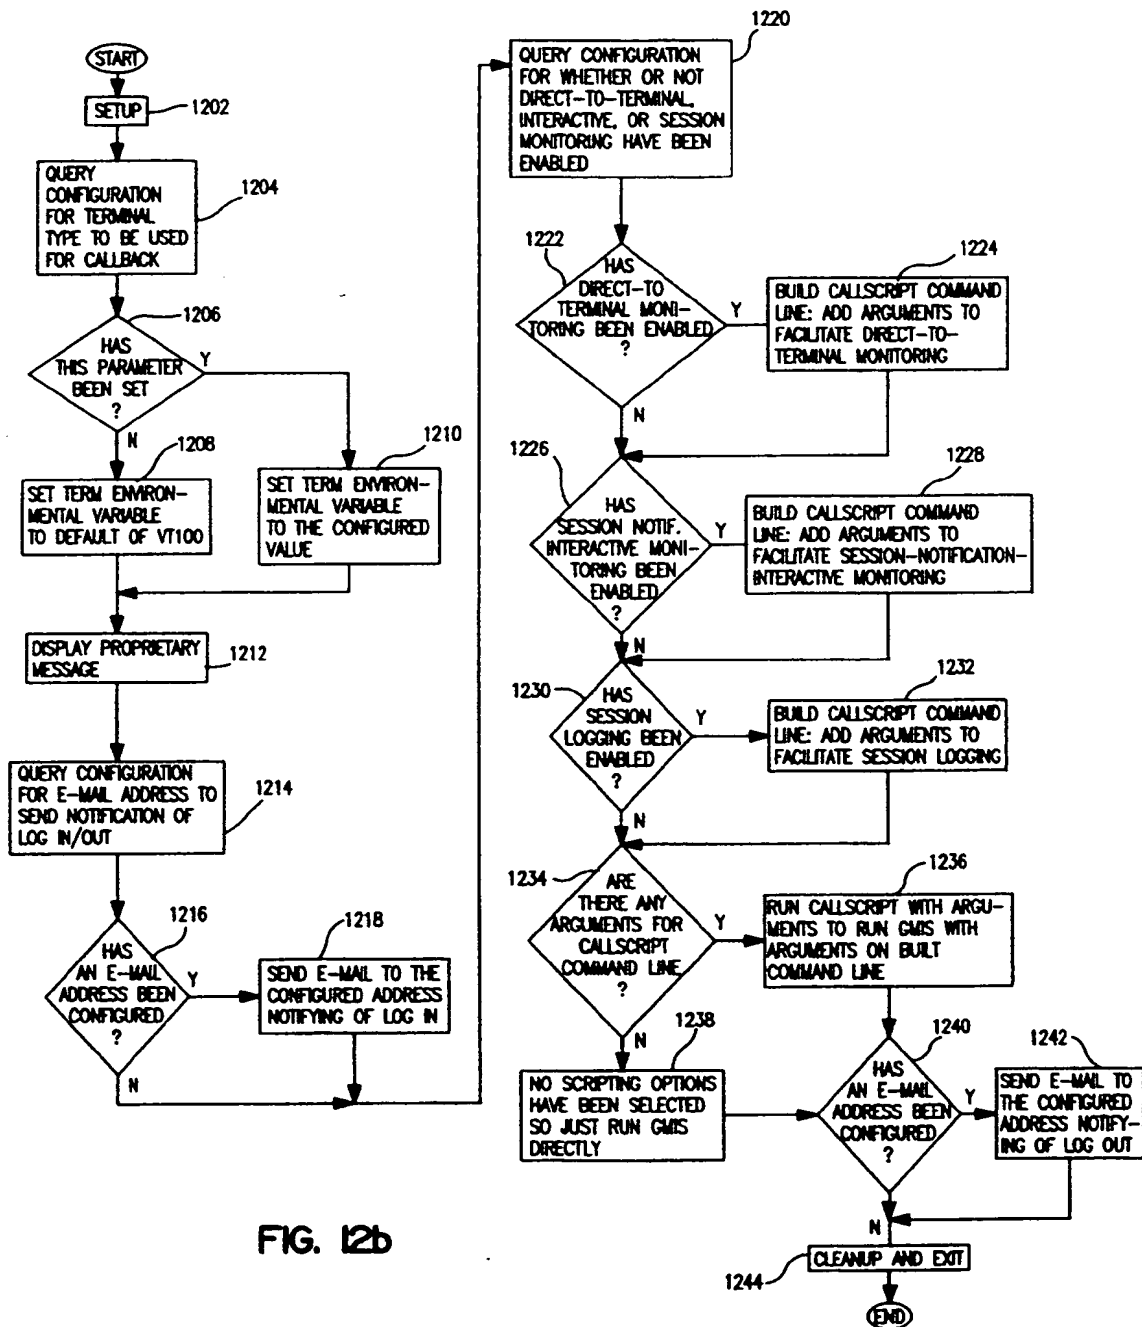 START
SETUP
1202
QUERY
CONFIGURATION
FOR TERMINAL
TYPE TO BE USED
FOR CALLBACK
1204
1206
HAS
THIS PARAMETER
BEEN SET
?
Y
N
1208
SET TERM ENVIRON-
MENTAL VARIABLE
TO DEFAULT OF VT100
1210
SET TERM ENVIRON-
MENTAL VARIABLE
TO THE CONFIGURED
VALUE
DISPLAY PROPRIETARY
MESSAGE
1212
QUERY CONFIGURATION
FOR E-MAIL ADDRESS TO
SEND NOTIFICATION OF
LOG IN/OUT
1214
1216
HAS
AN E-MAIL
ADDRESS BEEN
CONFIGURED
?
Y
N
1218
SEND E-MAIL TO THE
CONFIGURED ADDRESS
NOTIFYING OF LOG IN
1220
QUERY CONFIGURATION
FOR WHETHER OR NOT
DIRECT-TO-TERMINAL,
INTERACTIVE, OR SESSION
MONITORING HAVE BEEN
ENABLED
1222
HAS
DIRECT-TO
TERMINAL MONI-
TORING BEEN ENABLED
?
Y
N
1224
BUILD CALLSCRIPT COMMAND
LINE: ADD ARGUMENTS TO
FACILITATE DIRECT-TO-
TERMINAL MONITORING
1226
HAS
SESSION NOTIF.
INTERACTIVE MONI-
TORING BEEN
ENABLED
?
Y
N
1228
BUILD CALLSCRIPT COMMAND
LINE: ADD ARGUMENTS TO
FACILITATE SESSION-NOTIFICATION-
INTERACTIVE MONITORING
1230
HAS
SESSION
LOGGING BEEN
ENABLED
?
Y
N
1232
BUILD CALLSCRIPT COMMAND
LINE: ADD ARGUMENTS TO
FACILITATE SESSION LOGGING
1234
ARE
THERE ANY
ARGUMENTS FOR
CALLSCRIPT
COMMAND LINE
?
Y
N
1236
RUN CALLSCRIPT WITH ARGU-
MENTS TO RUN GMIS WITH
ARGUMENTS ON BUILT
COMMAND LINE
1238
NO SCRIPTING OPTIONS
HAVE BEEN SELECTED
SO JUST RUN GMIS
DIRECTLY
1240
HAS
AN E-MAIL
ADDRESS BEEN
CONFIGURED
?
Y
N
1242
SEND E-MAIL TO
THE CONFIGURED
ADDRESS NOTIFY-
ING OF LOG OUT
CLEANUP AND EXIT
1244
END
FIG. 12b